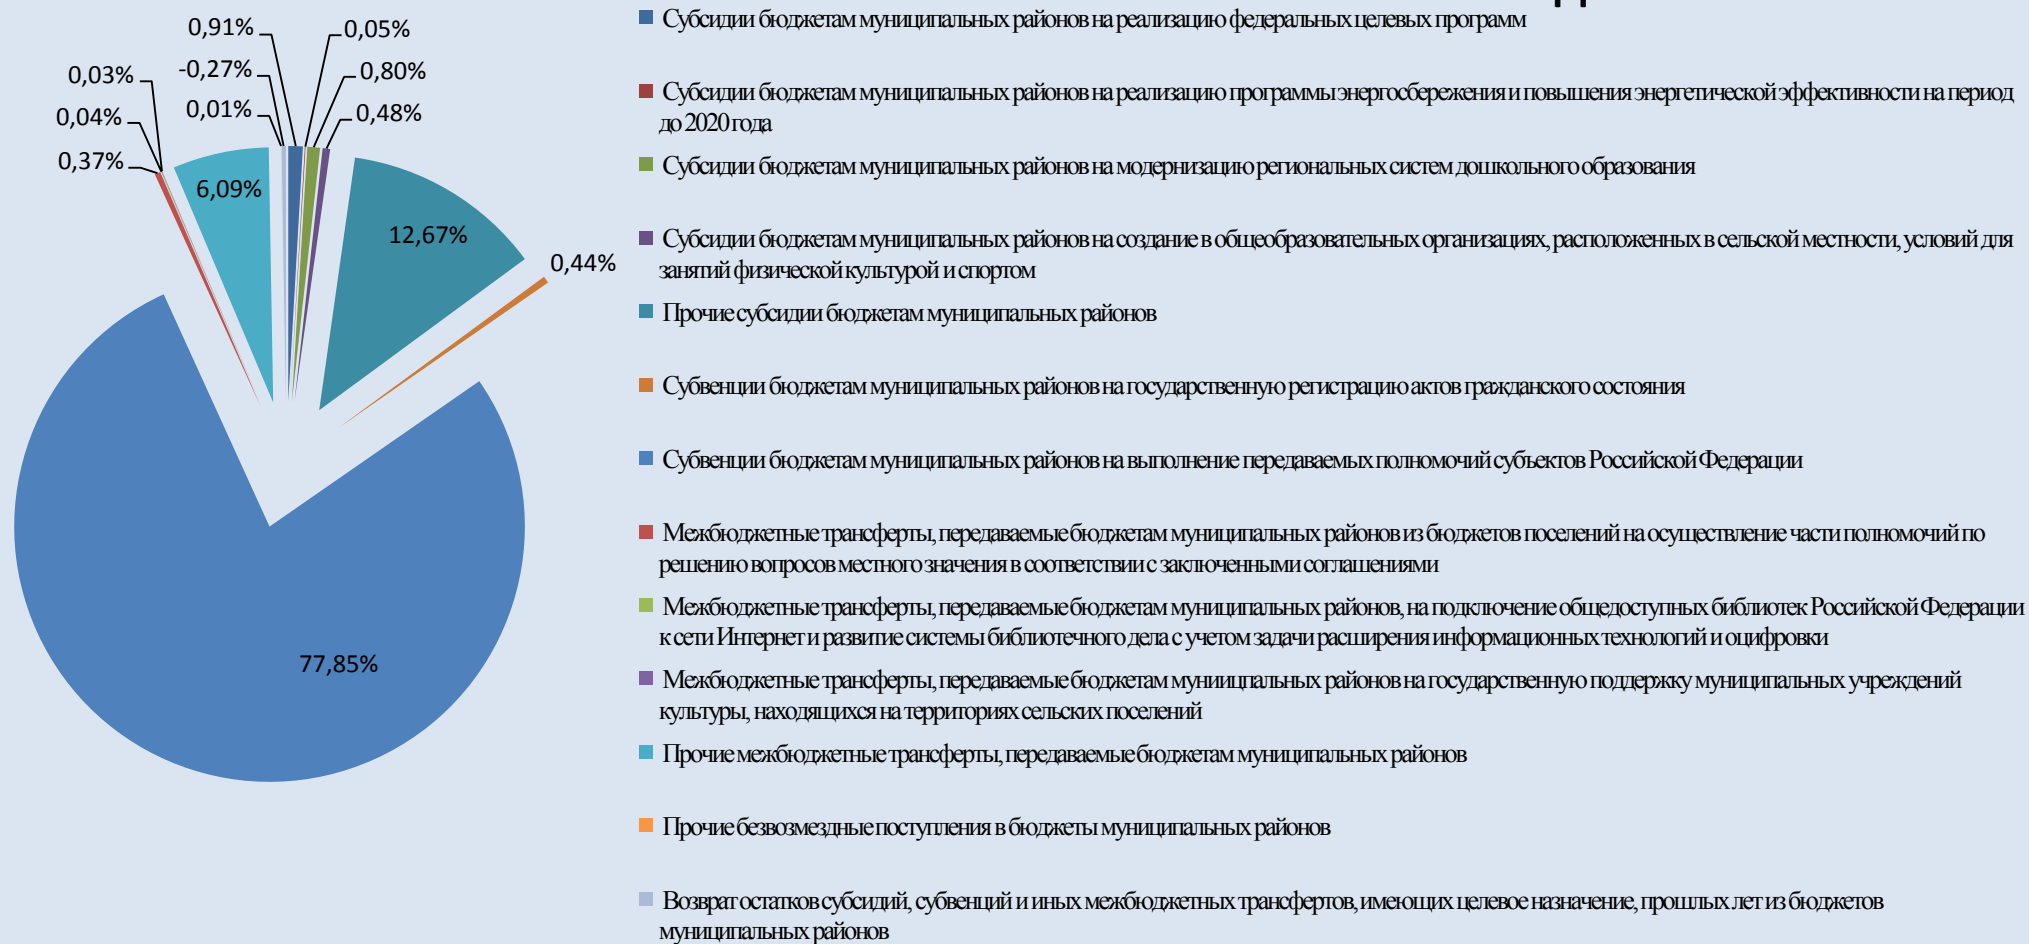 0,91%
0,05%
-0,27%
0,80%
0,03%
0,01%
0,48%
0,04%
0,37%
6,09%
12,67%
0,44%
77,85%
Субсидии бюджетам муниципальных районов на реализацию федеральных целевых программ
Субсидии бюджетам муниципальных районов на реализацию программы энергосбережения и повышения энергетической эффективности на период
до 2020 года
Субсидии бюджетам муниципальных районов на модернизацию региональных систем дошкольного образования
Субсидии бюджетам муниципальных районов на создание в общеобразовательных организациях, расположенных в сельской местности, условий для
занятий физической культурой и спортом
Прочие субсидии бюджетам муниципальных районов
Субвенции бюджетам муниципальных районов на государственную регистрацию актов гражданского состояния
Субвенции бюджетам муниципальных районов на выполнение передаваемых полномочий субъектов Российской Федерации
Межбюджетные трансферты, передаваемые бюджетам муниципальных районов из бюджетов поселений на осуществление части полномочий по
решению вопросов местного значения в соответствии с заключенными соглашениями
Межбюджетные трансферты, передаваемые бюджетам муниципальных районов, на подключение общедоступных библиотек Российской Федерации
к сети Интернет и развитие системы библиотечного дела с учетом задачи расширения информационных технологий и оцифровки
Межбюджетные трансферты, передаваемые бюджетам мунииципальных районов на государственную поддержку муниципальных учреждений
культуры, находящихся на территориях сельских поселений
Прочие межбюджетные трансферты, передаваемые бюджетам муниципальных районов
Прочие безвозмездные поступления в бюджеты муниципальных районов
Возврат остатков субсидий, субвенций и иных межбюджетных трансфертов, имеющих целевое назначение, прошлых лет из бюджетов
муниципальных районов